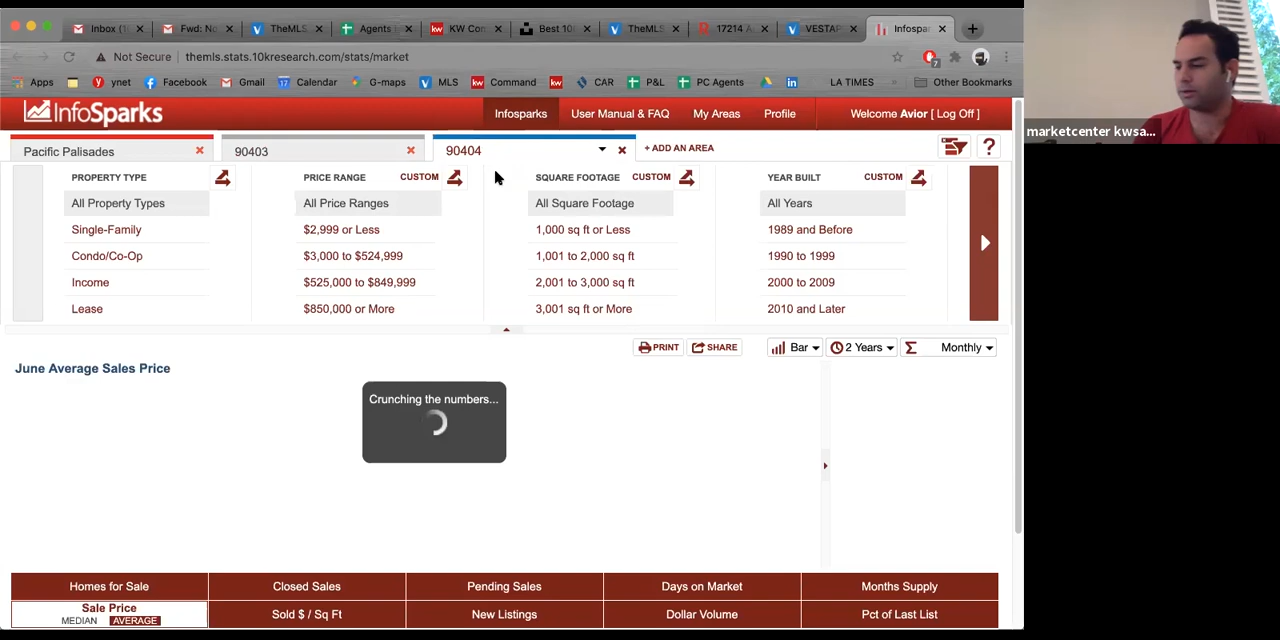 Inbox (1
Fwd: N
TheMLS
Agents
KW Con
Best 10
TheML
17214 A
VESTAP
Infospar
Not Secure
themls.stats.10kresearch.com/stats/market
Apps
ynet
Facebook
Gmail
17 Calendar
G-maps
MLS
kw Command
kw
CAR
P&L
PC Agents
LA TIMES
»
Other Bookmarks
InfoSparks
Infosparks
User Manual & FAQ
My Areas
Profile
Welcome Avior [ Log Off ]
Pacific Palisades
90403
90404
+ ADD AN AREA
?
PROPERTY TYPE
All Property Types
Single-Family
Condo/Co-Op
Income
Lease
PRICE RANGE CUSTOM
All Price Ranges
$2,999 or Less
$3,000 to $524,999
$525,000 to $849,999
$850,000 or More
SQUARE FOOTAGE CUSTOM
All Square Footage
1,000 sq ft or Less
1,001 to 2,000 sq ft
2,001 to 3,000 sq ft
3,001 sq ft or More
YEAR BUILT CUSTOM
All Years
1989 and Before
1990 to 1999
2000 to 2009
2010 and Later
PRINT
SHARE
Bar
2 Years
Σ Monthly
June Average Sales Price
Crunching the numbers...
Homes for Sale
Closed Sales
Pending Sales
Days on Market
Months Supply
Sale Price
MEDIAN AVERAGE
Sold $ / Sq Ft
New Listings
Dollar Volume
Pct of Last List
marketcenter kwsa...